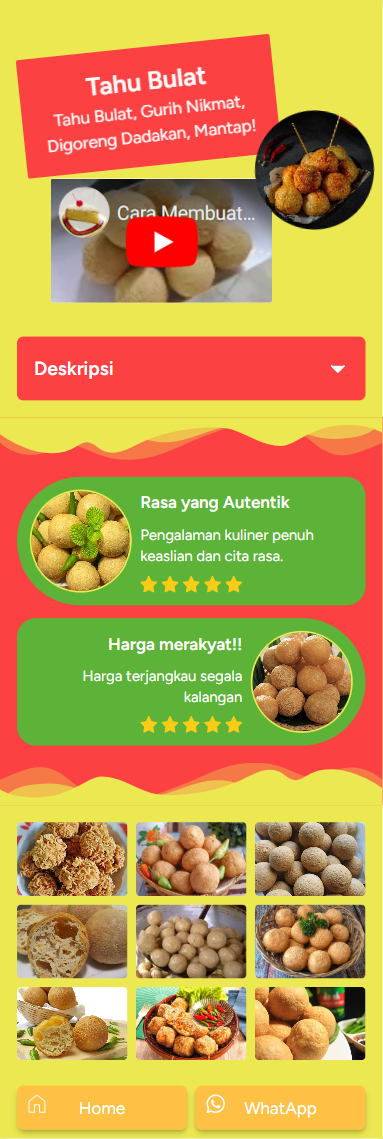 Tahu Bulat
Tahu Bulat, Gurih Nikmat,
Digoreng Dadakan, Mantap!
Cara Membuat...
Deskripsi
Rasa yang Autentik
Pengalaman kuliner penuh
keaslian dan cita rasa.
Harga merakyat!!
Harga terjangkau segala
kalangan
Home
WhatApp